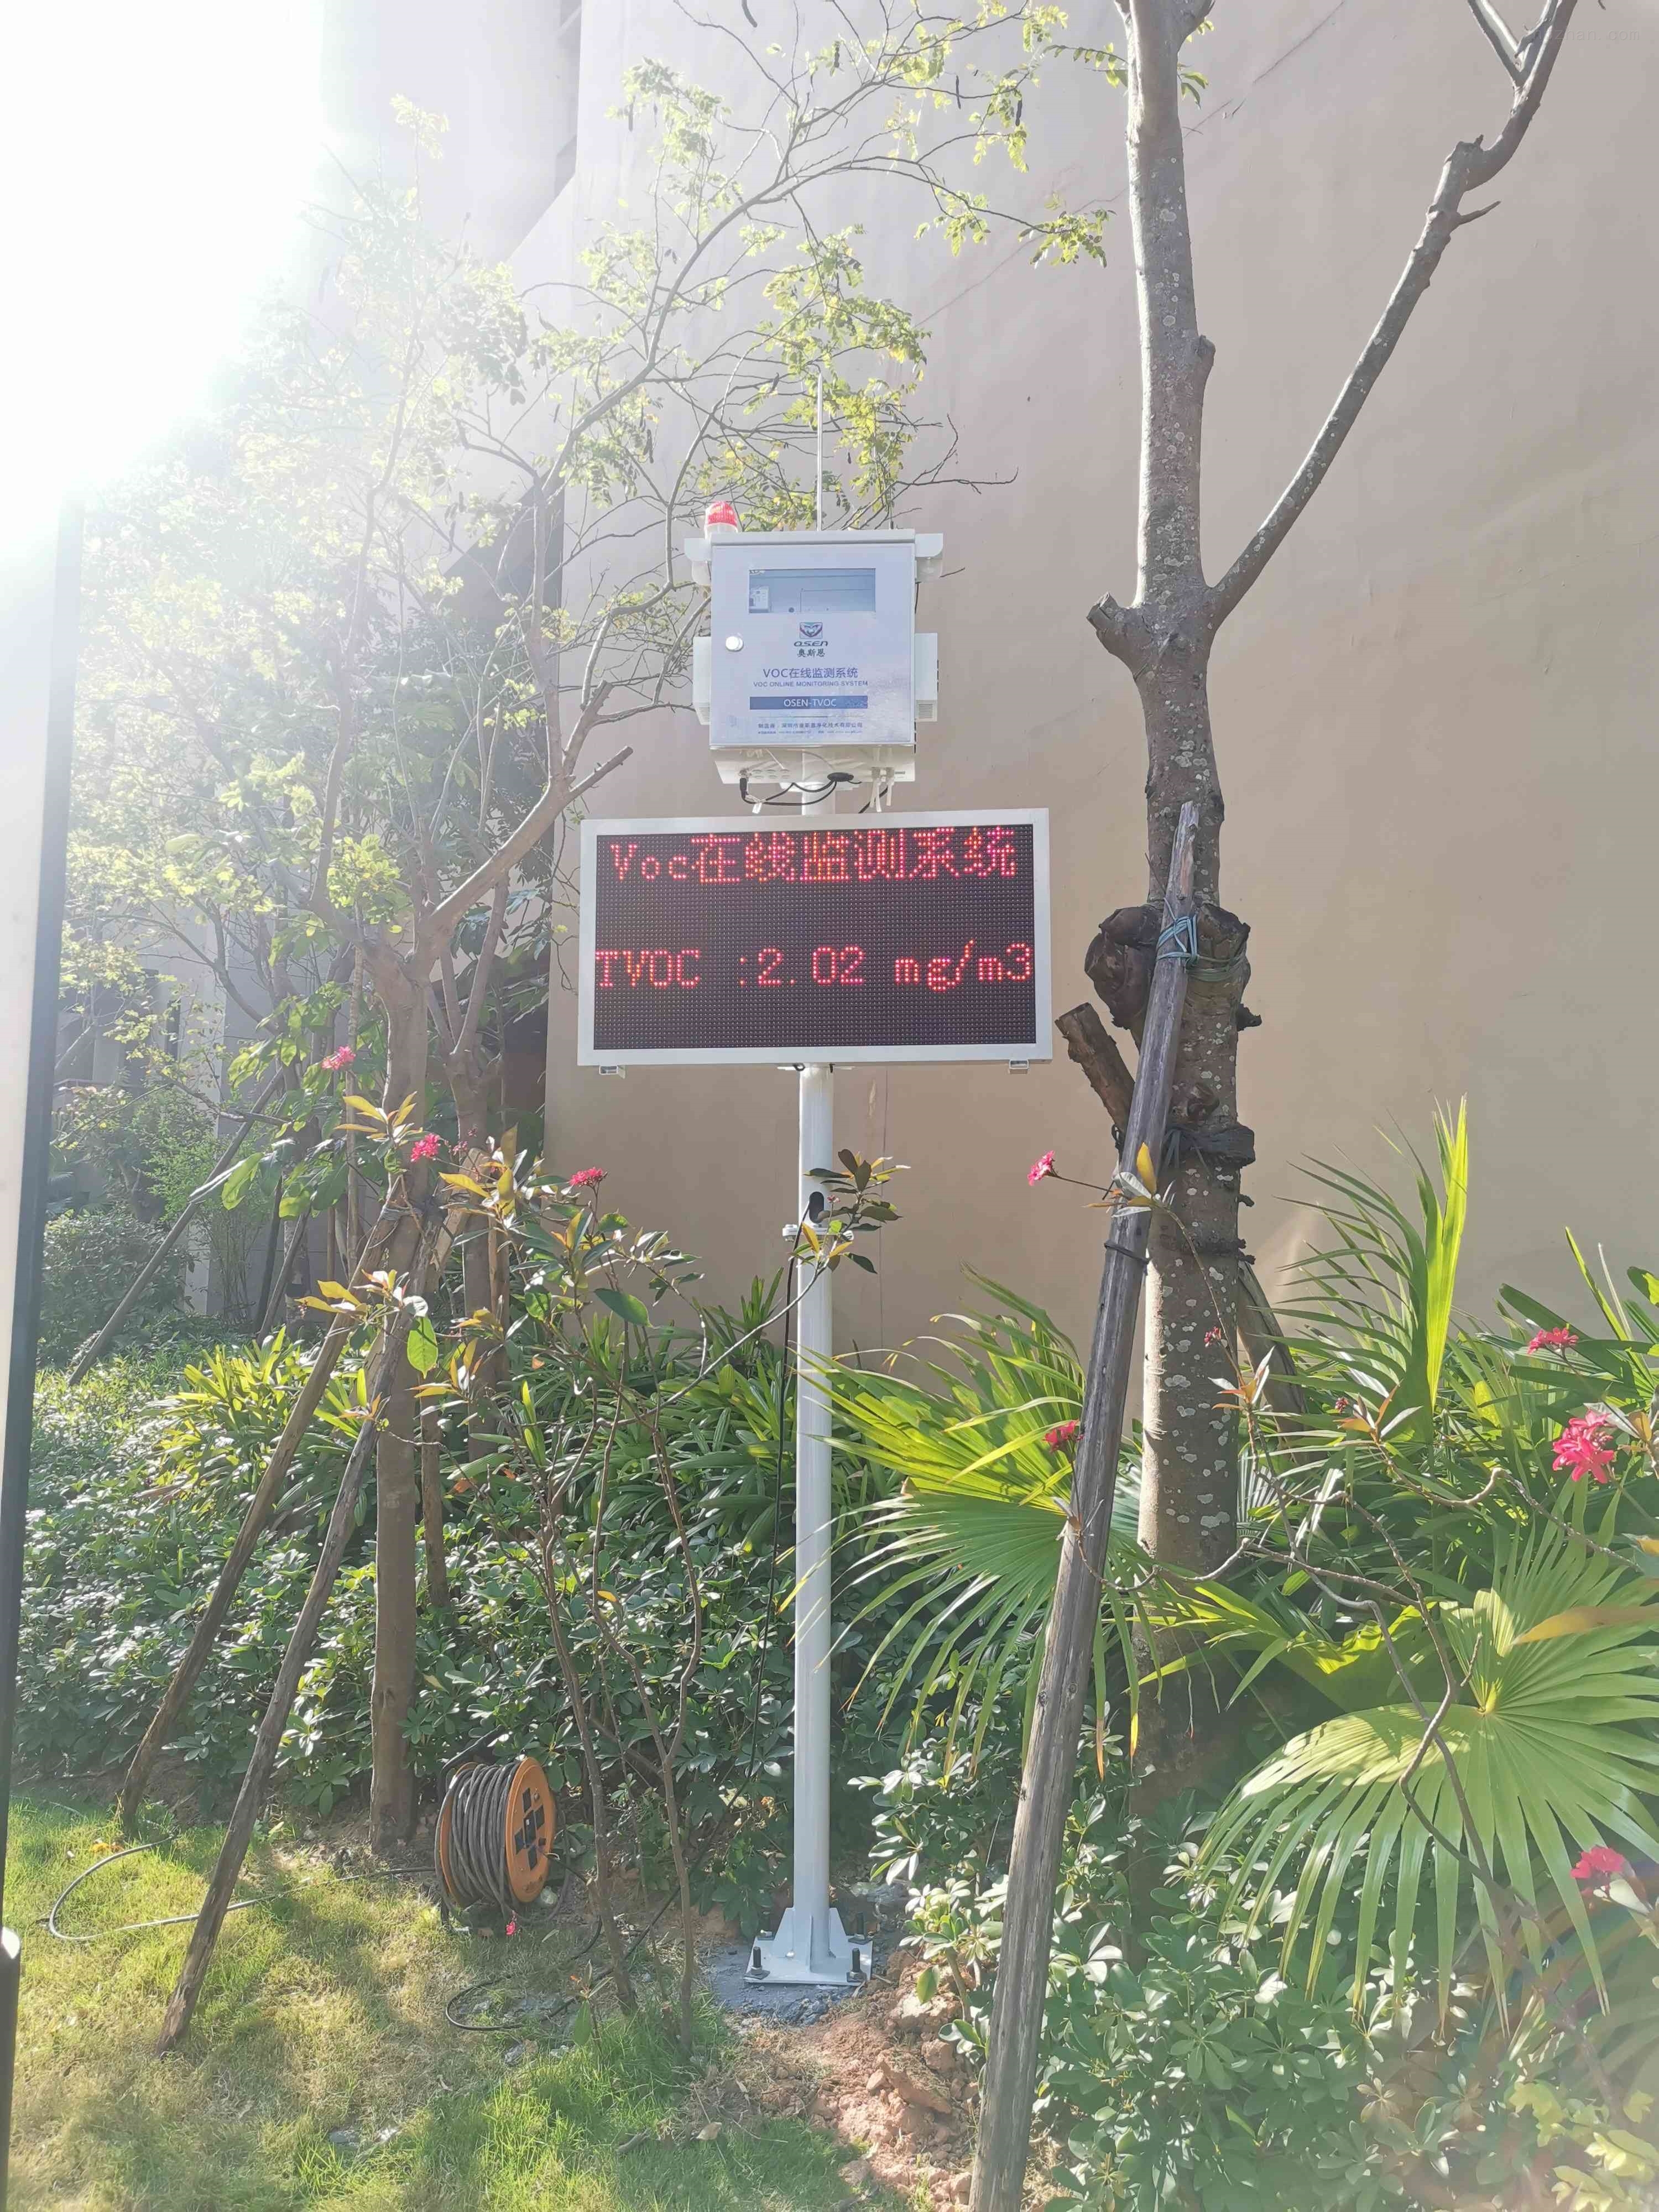 OSEN
奥斯恩
VOC在线监测系统
VOC ONLINE MONITORING SYSTEM
OSEN-TVOC
Voc在线监测系统
TVOC :2.02 mg/m3